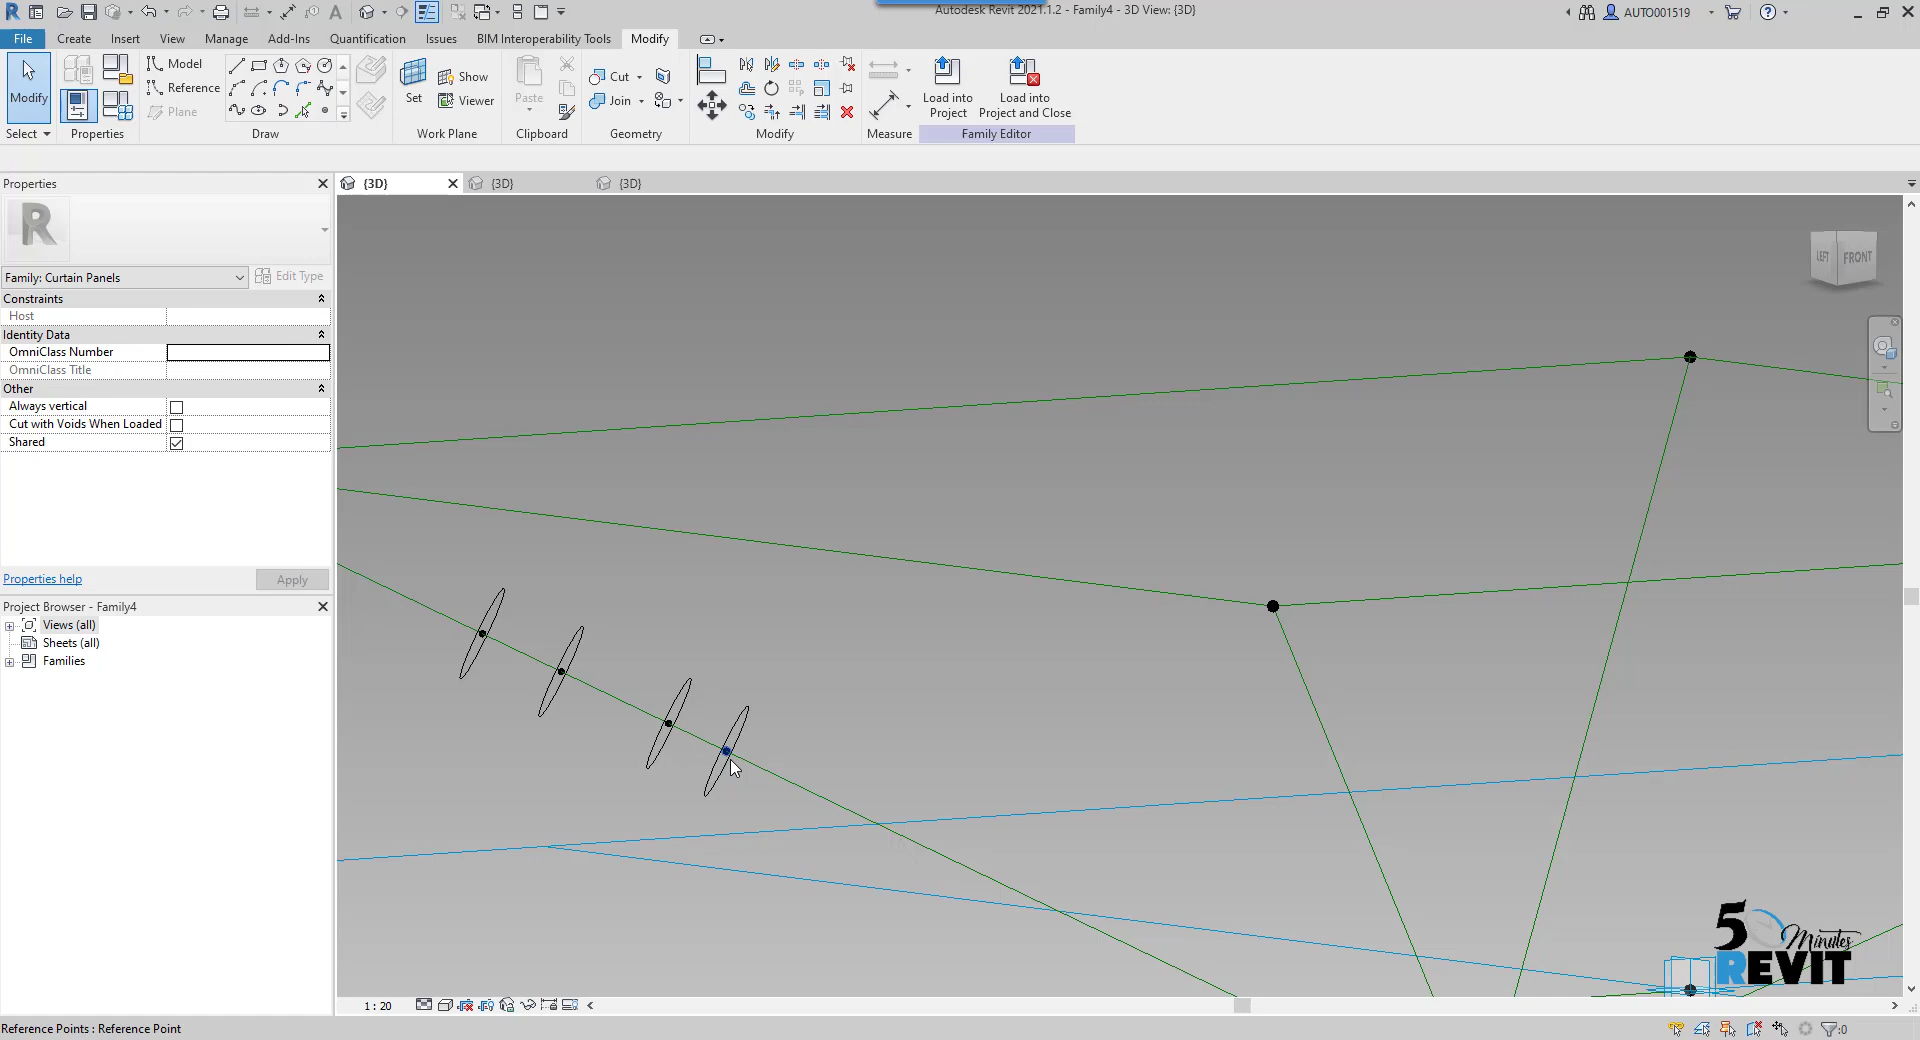 Autodesk Revit 2021.1.2 - Family4 - 3D View: {3D}
AUTO001519
File
Create
Insert
View
Manage
Add-Ins
Quantification
Issues
BIM Interoperability Tools
Modify
Modify
Select
Properties
Model
Reference
Plane
Draw
Set
Show
Viewer
Work Plane
Paste
Clipboard
Cut
Join
Geometry
Modify
Measure
Load into
Project
Load into
Project and Close
Family Editor
Properties
{3D}
{3D}
{3D}
R
Family: Curtain Panels
Edit Type
Constraints
Host
Identity Data
OmniClass Number
OmniClass Title
Other
Always vertical
Cut with Voids When Loaded
Shared
Properties help
Apply
Project Browser - Family4
Views (all)
Sheets (all)
Families
LEFT
FRONT
5 Minutes
REVIT
1 : 20
Reference Points : Reference Point
:0